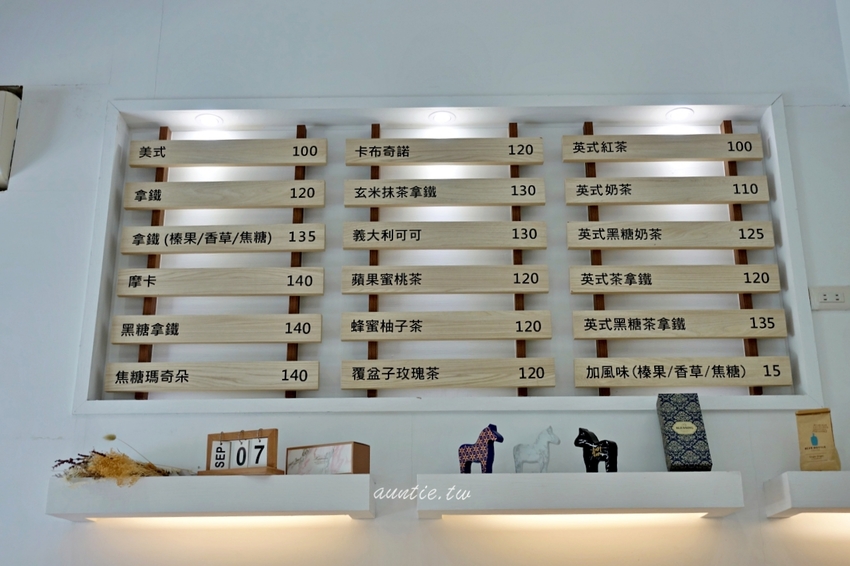 美式 100
拿鐵 120
拿鐵 (榛果/香草/焦糖) 135
摩卡 140
黑糖拿鐵 140
焦糖瑪奇朵 140
卡布奇諾 120
玄米抹茶拿鐵 130
義大利可可 130
蘋果蜜桃茶 120
蜂蜜柚子茶 120
覆盆子玫瑰茶 120
英式紅茶 100
英式奶茶 110
英式黑糖奶茶 125
英式茶拿鐵 120
英式黑糖茶拿鐵 135
加風味(榛果/香草/焦糖) 15
SEP 07
auntie.tw